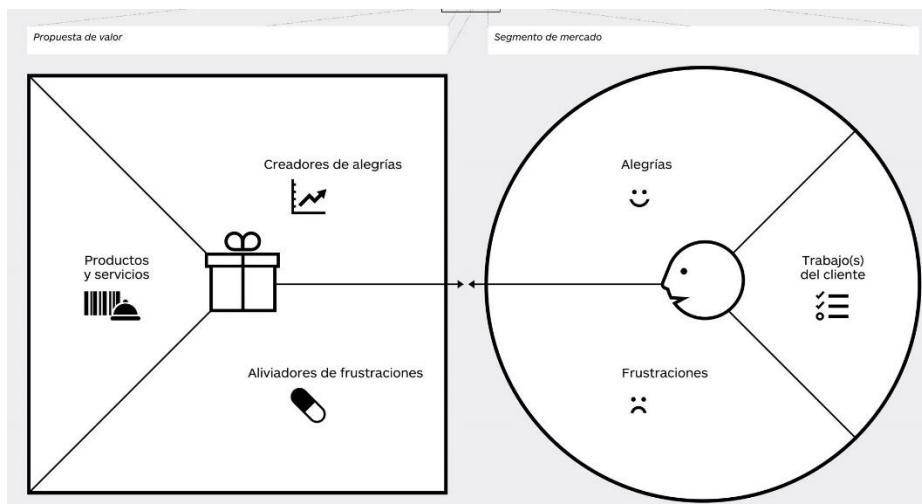 Propuesta de valor
Segmento de mercado
Creadores de alegrías
Productos
y servicios
Aliviadores de frustraciones
Alegrías
Trabajo(s)
del cliente
Frustraciones